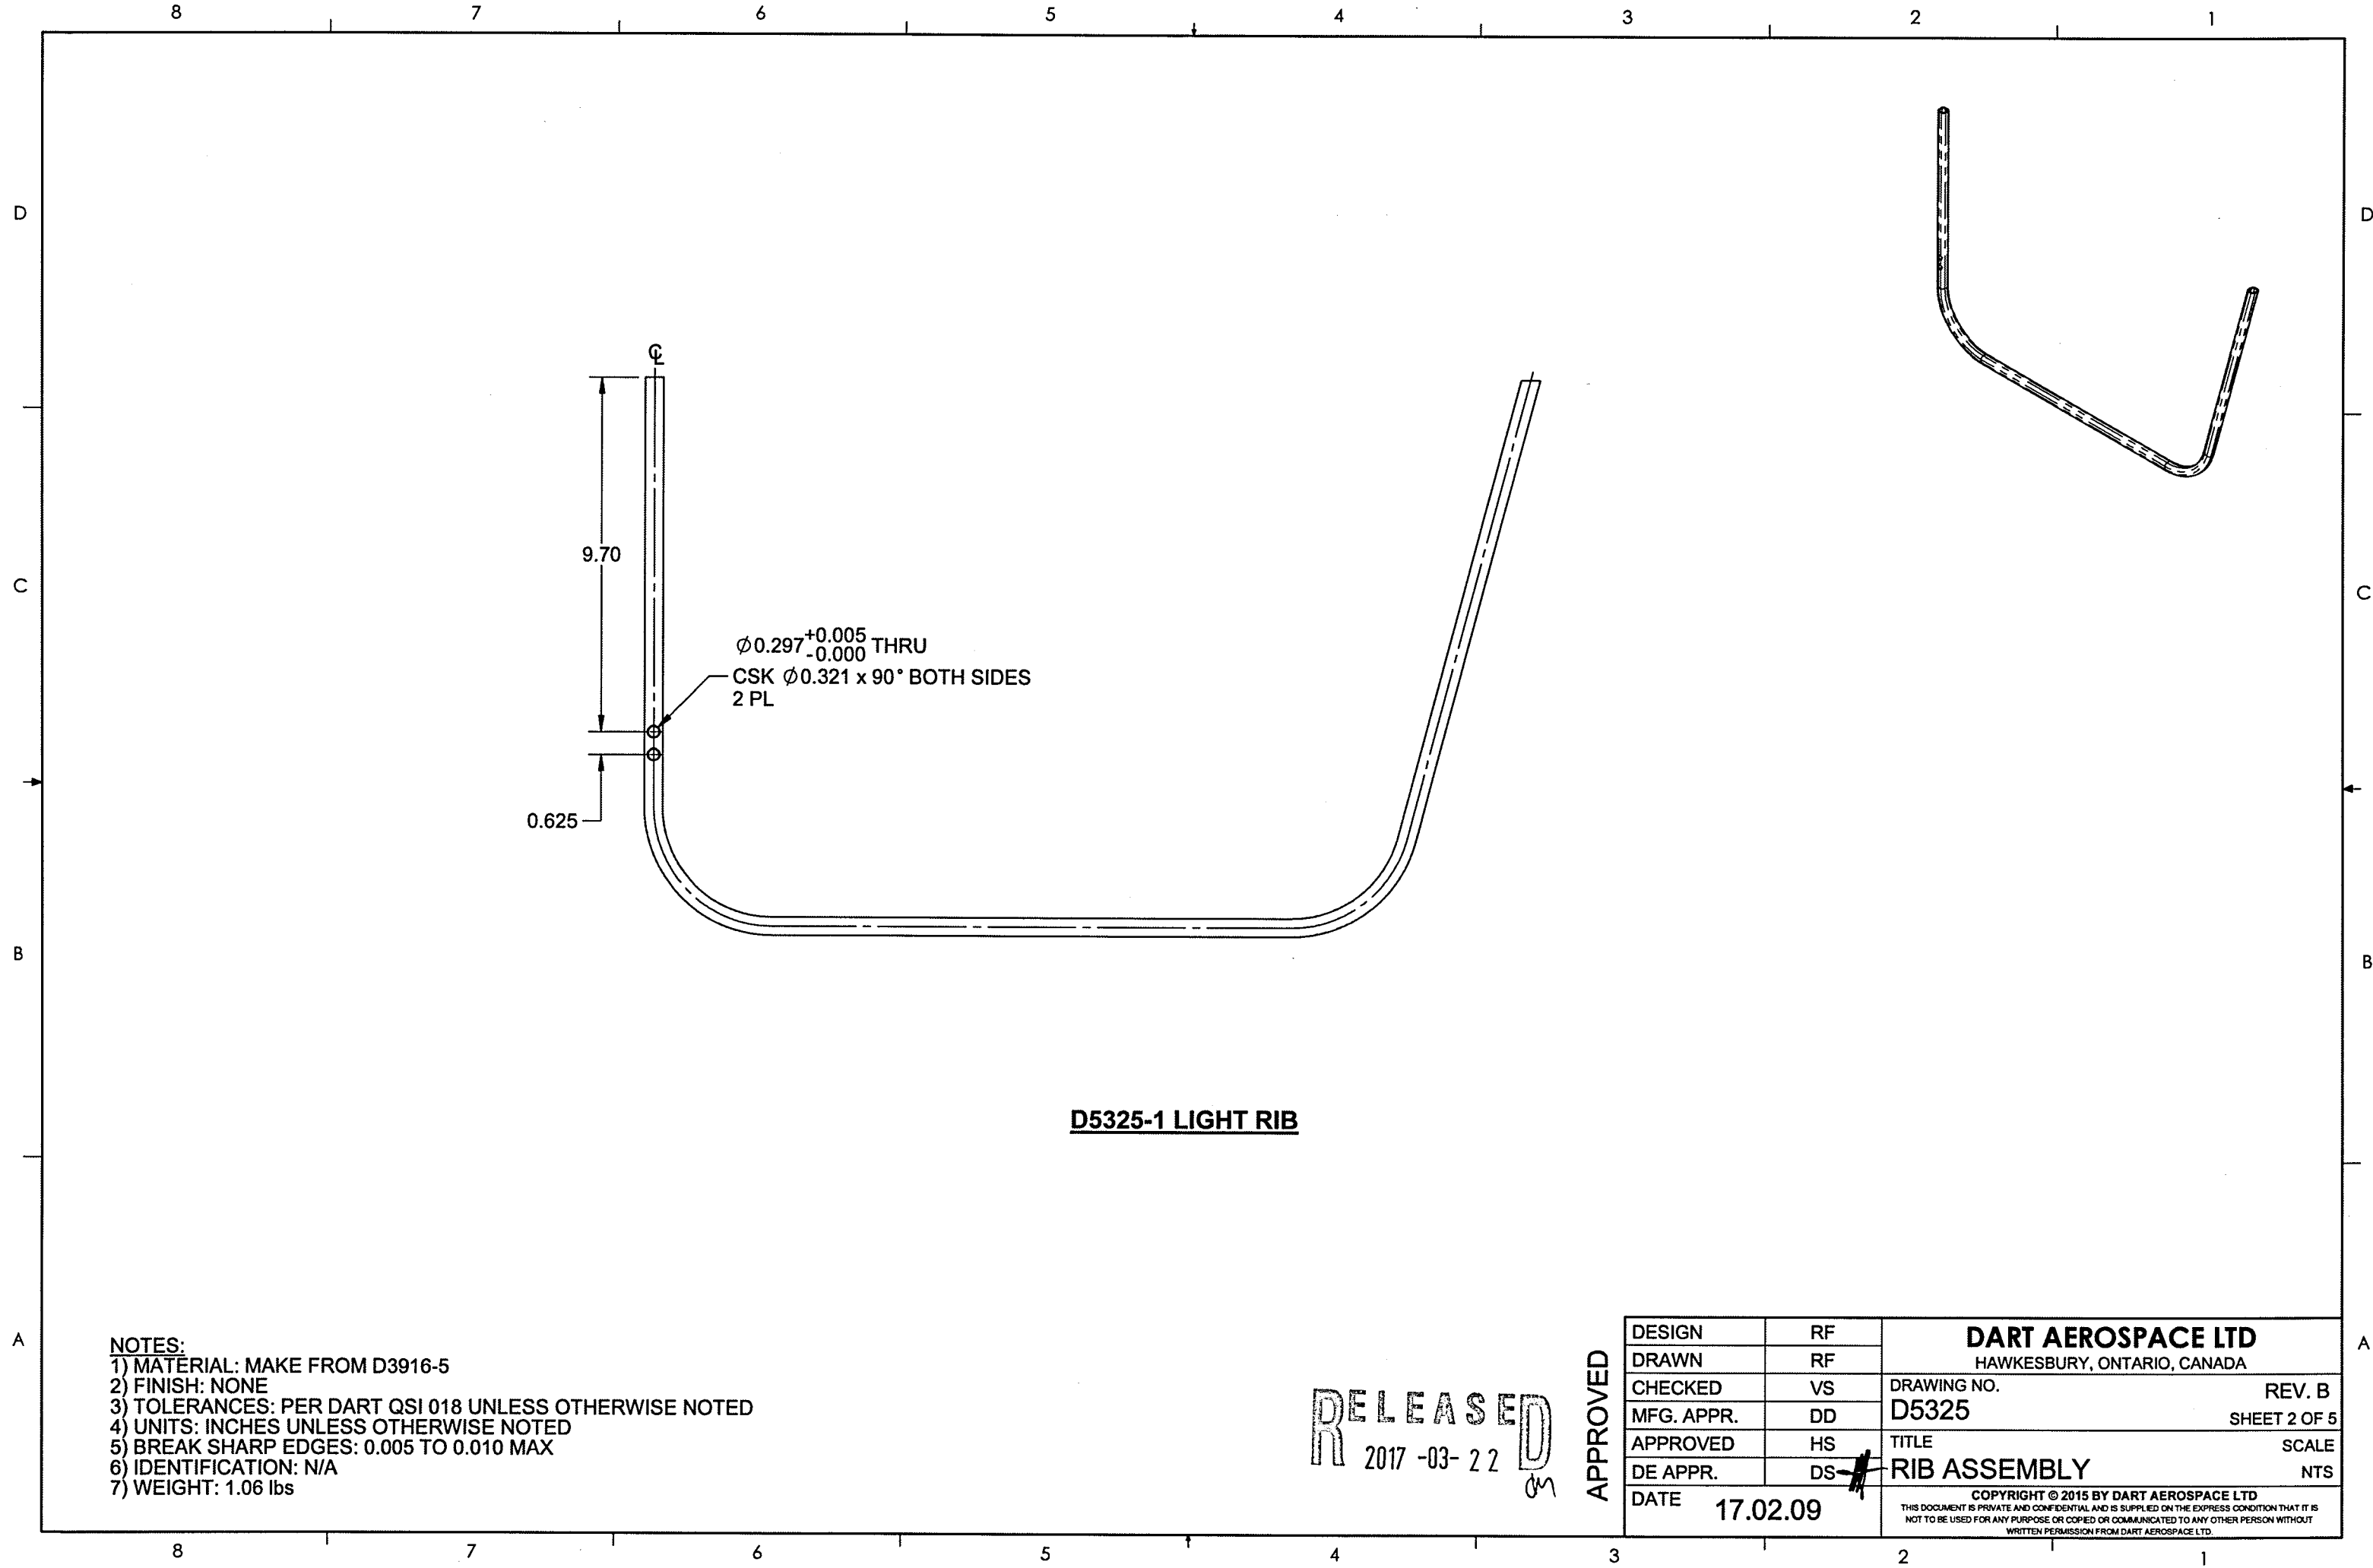 8 7 6 5 4 3 2 1
D D
℄
9.70
C C
Ø0.297 +0.005 -0.000 THRU
CSK Ø0.321 x 90° BOTH SIDES
2 PL
0.625
B B
D5325-1 LIGHT RIB
A A
NOTES:
1) MATERIAL: MAKE FROM D3916-5
2) FINISH: NONE
3) TOLERANCES: PER DART QSI 018 UNLESS OTHERWISE NOTED
4) UNITS: INCHES UNLESS OTHERWISE NOTED
5) BREAK SHARP EDGES: 0.005 TO 0.010 MAX
6) IDENTIFICATION: N/A
7) WEIGHT: 1.06 lbs
RELEASED
2017 -03- 22
APPROVED
DESIGN RF
DRAWN RF
CHECKED VS
MFG. APPR. DD
APPROVED HS
DE APPR. DS
DATE 17.02.09
DART AEROSPACE LTD
HAWKESBURY, ONTARIO, CANADA
DRAWING NO. REV. B
D5325 SHEET 2 OF 5
TITLE SCALE
RIB ASSEMBLY NTS
COPYRIGHT © 2015 BY DART AEROSPACE LTD
THIS DOCUMENT IS PRIVATE AND CONFIDENTIAL AND IS SUPPLIED ON THE EXPRESS CONDITION THAT IT IS
NOT TO BE USED FOR ANY PURPOSE OR COPIED OR COMMUNICATED TO ANY OTHER PERSON WITHOUT
WRITTEN PERMISSION FROM DART AEROSPACE LTD.
8 7 6 5 4 3 2 1